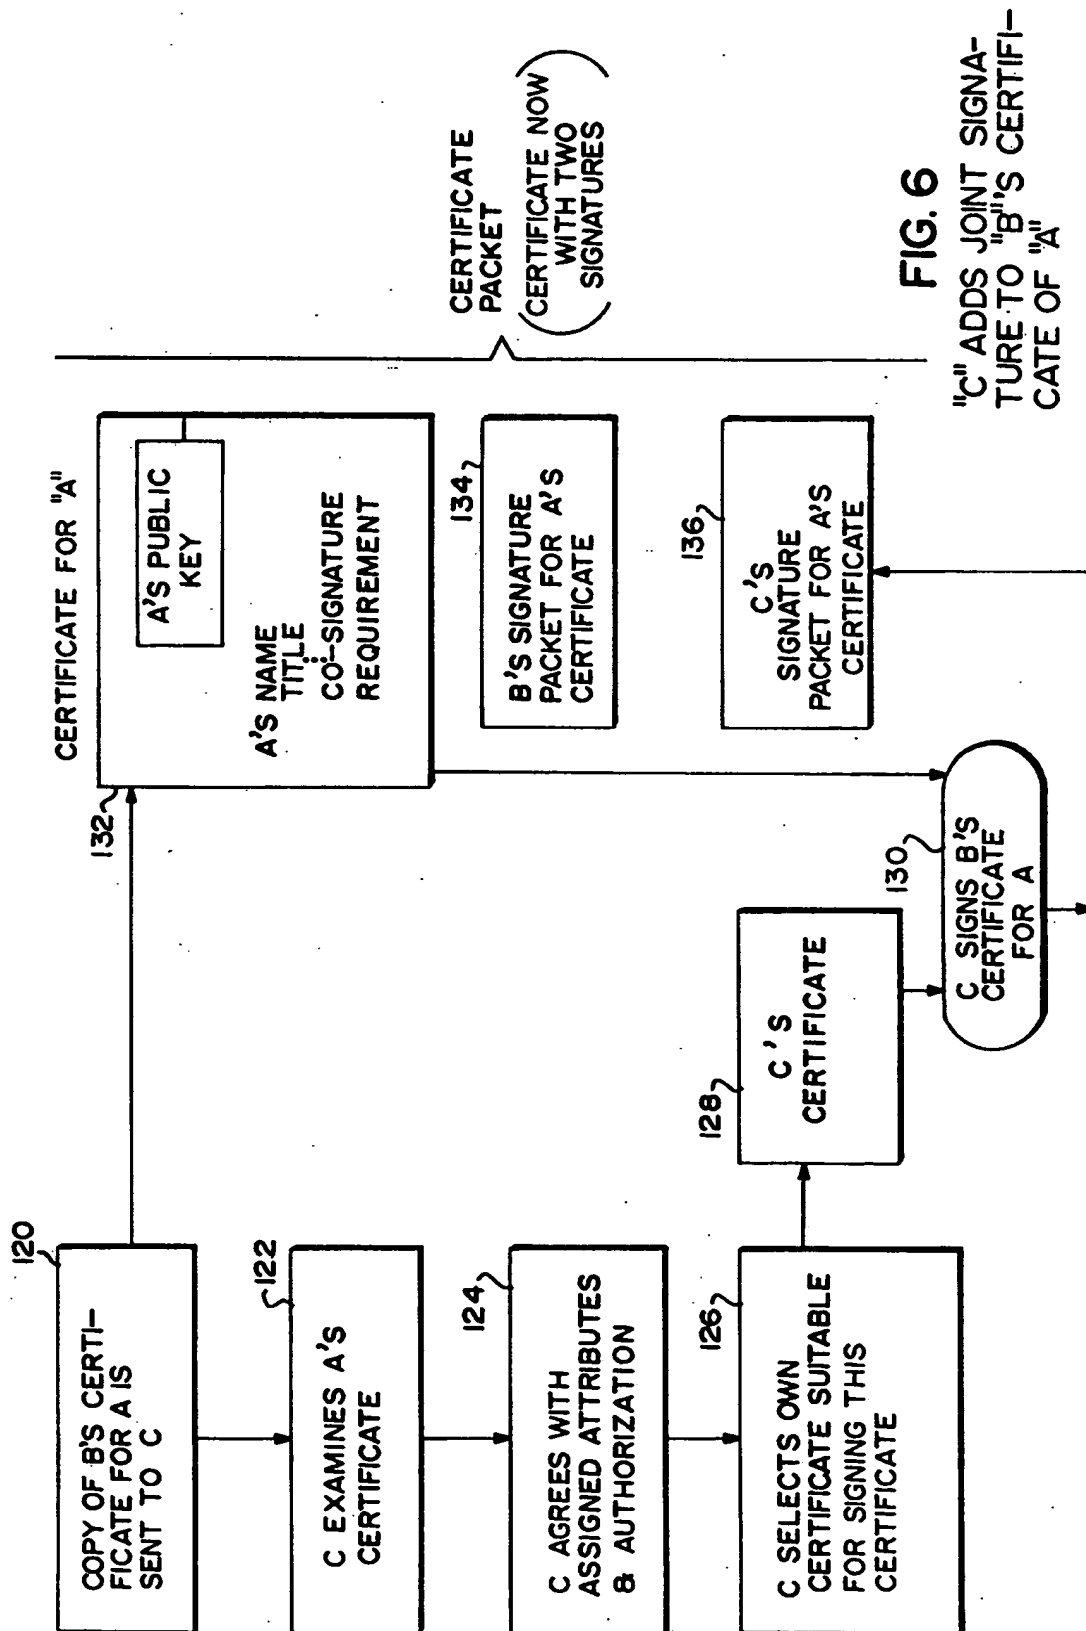 120
COPY OF B'S CERTI-
FICATE FOR A IS
SENT TO C
122
C EXAMINES A'S
CERTIFICATE
124
C AGREES WITH
ASSIGNED ATTRIBUTES
& AUTHORIZATION
126
C SELECTS OWN
CERTIFICATE SUITABLE
FOR SIGNING THIS
CERTIFICATE
128
C'S
CERTIFICATE
130
C SIGNS B'S
CERTIFICATE
FOR A
CERTIFICATE FOR "A"
132
A'S PUBLIC
KEY
A'S NAME
TITLE
CO-SIGNATURE
REQUIREMENT
134
B'S SIGNATURE
PACKET FOR A'S
CERTIFICATE
136
C'S
SIGNATURE
PACKET FOR A'S
CERTIFICATE
CERTIFICATE
PACKET
(CERTIFICATE NOW
WITH TWO
SIGNATURES)
FIG. 6
"C" ADDS JOINT SIGNA-
TURE TO "B"'S CERTIFI-
CATE OF "A"